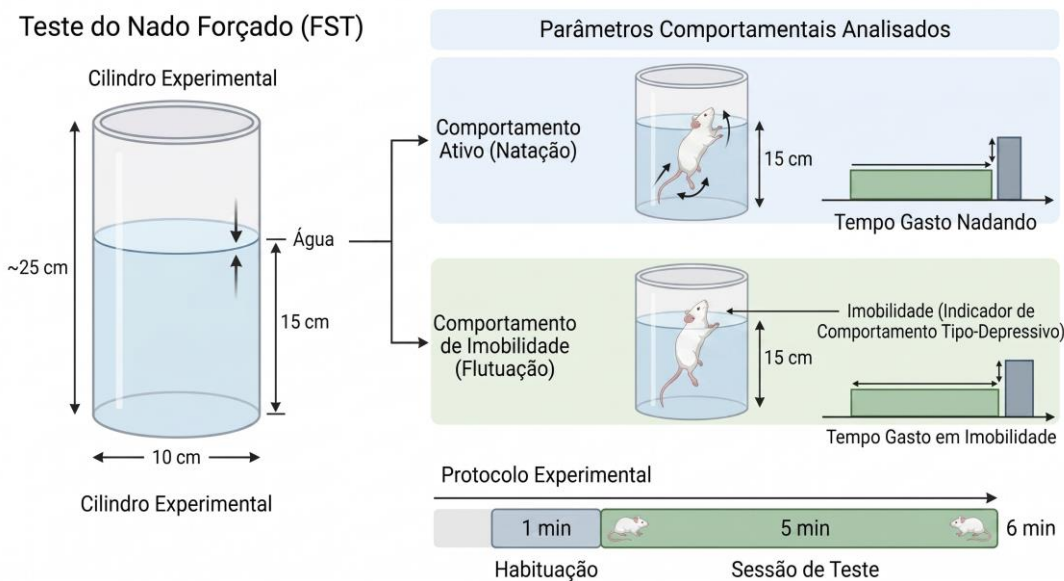 Teste do Nado Forçado (FST)
Cilindro Experimental
~25 cm
Água
15 cm
10 cm
Cilindro Experimental
Parâmetros Comportamentais Analisados
Comportamento
Ativo (Natação)
15 cm
Tempo Gasto Nadando
Comportamento
de Imobilidade
(Flutuação)
15 cm
Imobilidade (Indicador de
Comportamento Tipo-Depressivo)
Tempo Gasto em Imobilidade
Protocolo Experimental
1 min
5 min
6 min
Habituação
Sessão de Teste